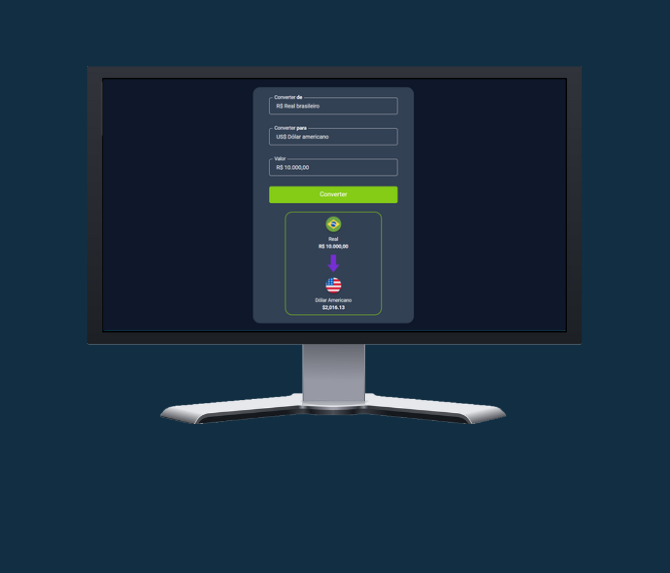 Converter de
R$ Real brasileiro
Converter para
US$ Dólar americano
Valor
R$ 10.000,00
Converter
Real
R$ 10.000,00
Dólar Americano
$2,016.13